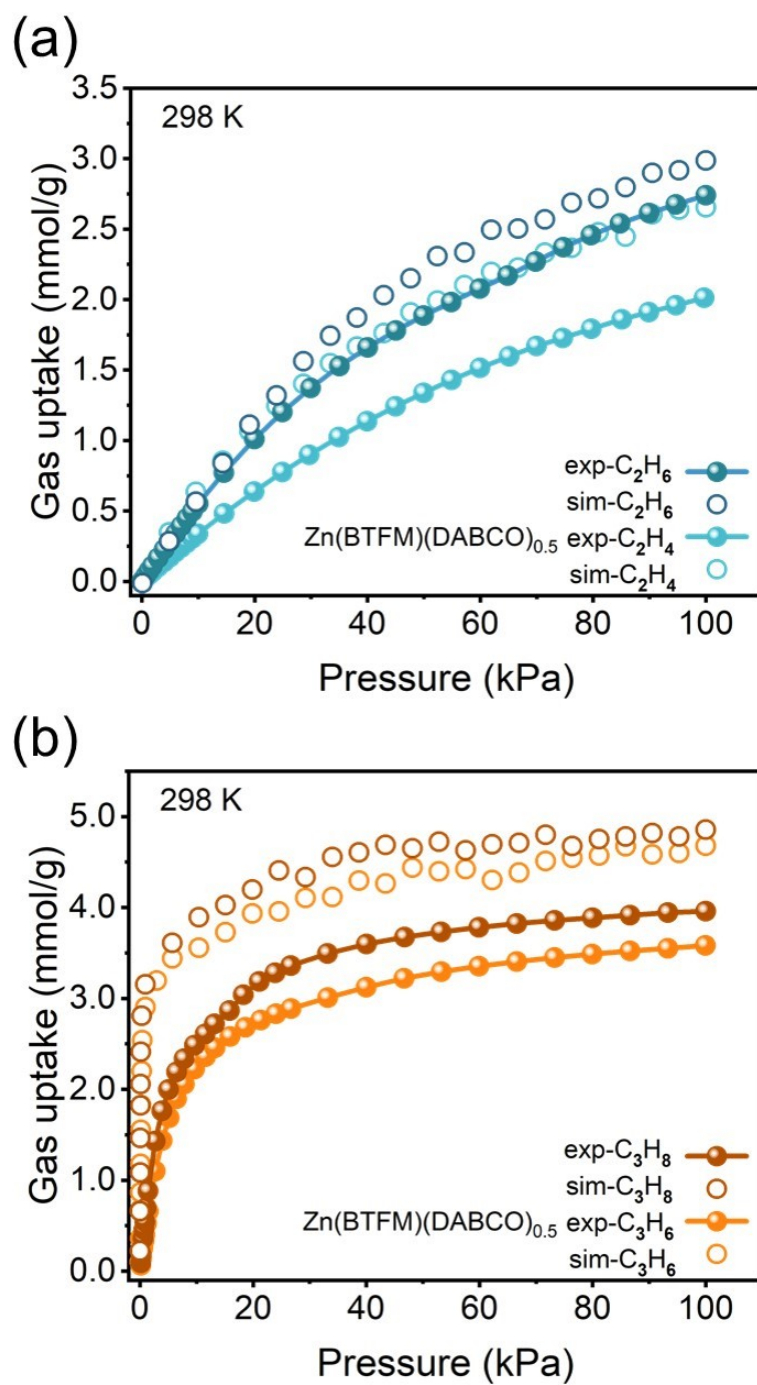 (a)
298 K
3.5
3.0
2.5
2.0
1.5
1.0
0.5
0.0
Gas uptake (mmol/g)
exp-C₂H₆
sim-C₂H₆
Zn(BTFM)(DABCO)₀.₅ exp-C₂H₄
sim-C₂H₄
0 20 40 60 80 100
Pressure (kPa)
(b)
298 K
5.0
4.0
3.0
2.0
1.0
0.0
Gas uptake (mmol/g)
exp-C₃H₈
sim-C₃H₈
Zn(BTFM)(DABCO)₀.₅ exp-C₃H₆
sim-C₃H₆
0 20 40 60 80 100
Pressure (kPa)